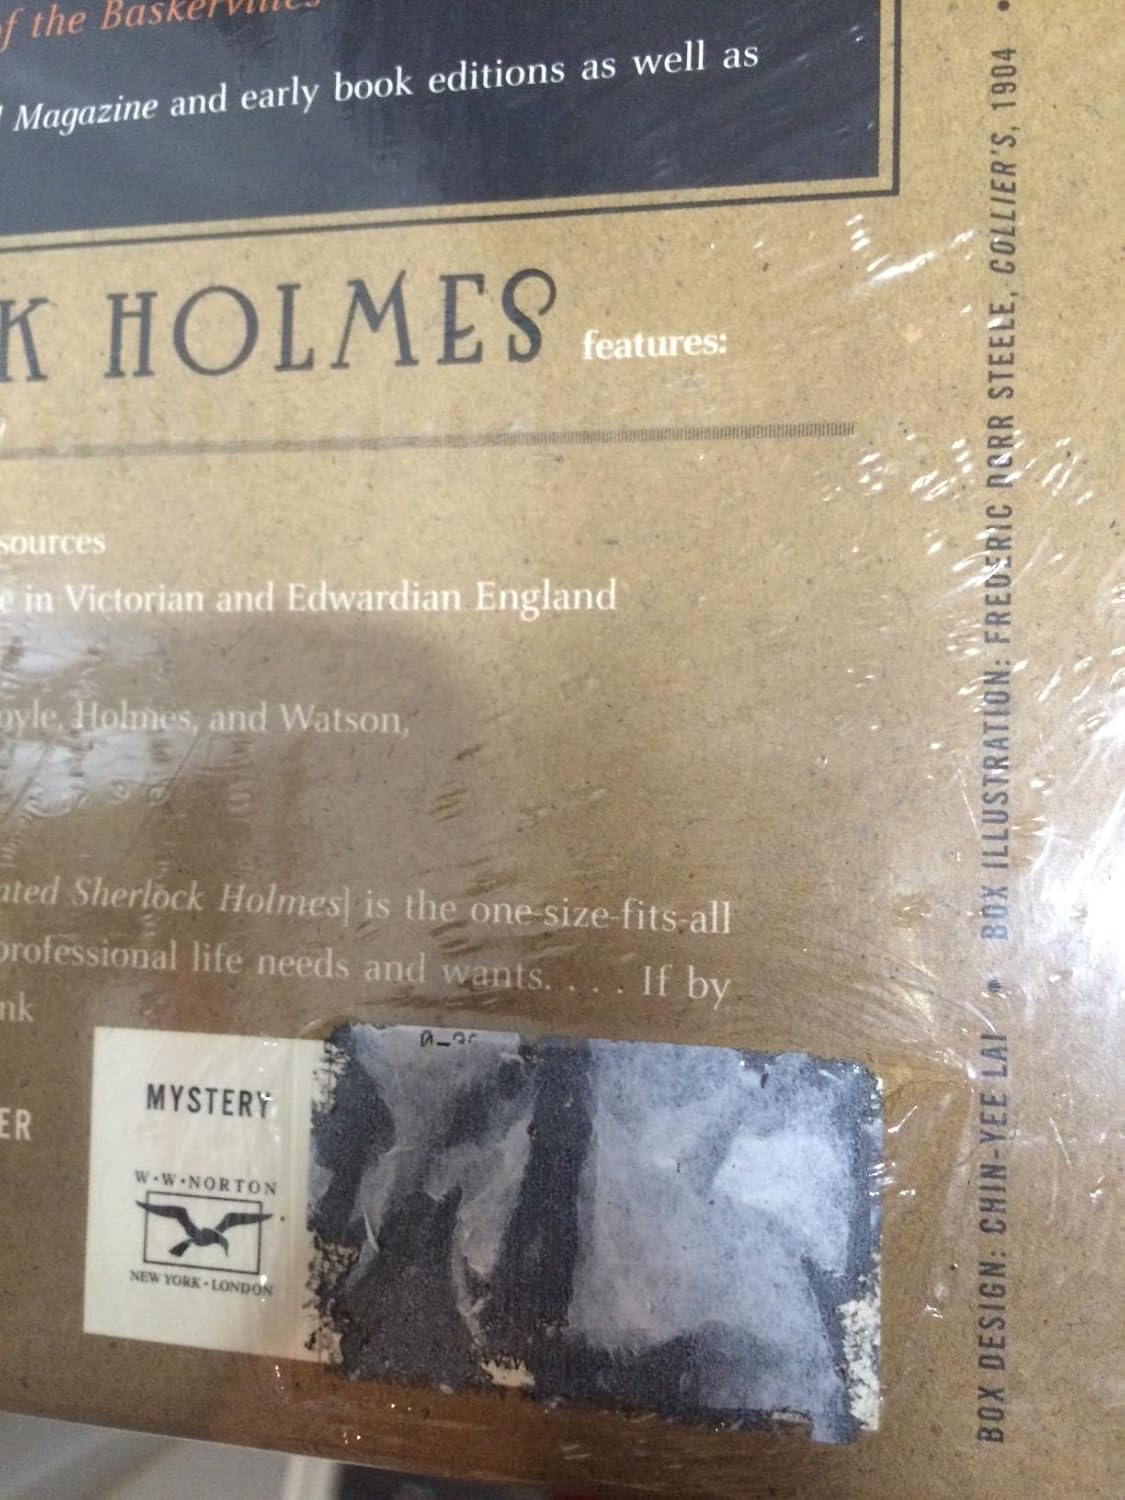 of the Baskervilles
Magazine and early book editions as well as
K HOLMES features:
sources
e in Victorian and Edwardian England
oyle, Holmes, and Watson,
ated Sherlock Holmes] is the one-size-fits-all
professional life needs and wants. . . . If by
nk
ER
MYSTERY
W·W·NORTON
NEW YORK · LONDON
BOX DESIGN: CHIN-YEE LAI • BOX ILLUSTRATION: FREDERIC DORR STEELE, COLLIER'S, 1904 •